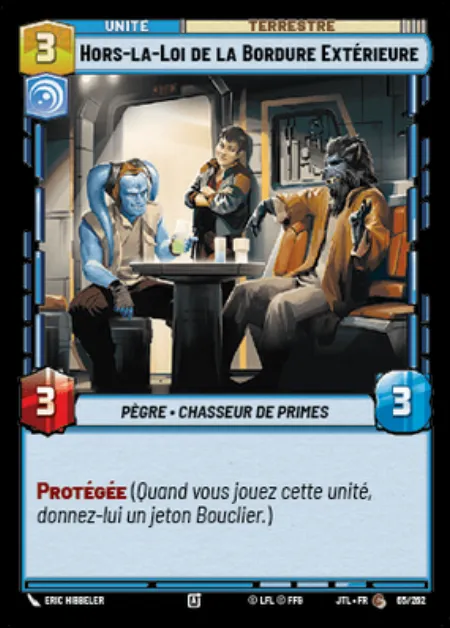 UNITÉ
TERRESTRE
3
HORS-LA-LOI DE LA BORDURE EXTÉRIEURE
3
PÈGRE • CHASSEUR DE PRIMES
3
PROTÉGÉE (Quand vous jouez cette unité,
donnez-lui un jeton Bouclier.)
ERIC HIBBELER
© LFL © FFG
JTL • FR
65/262